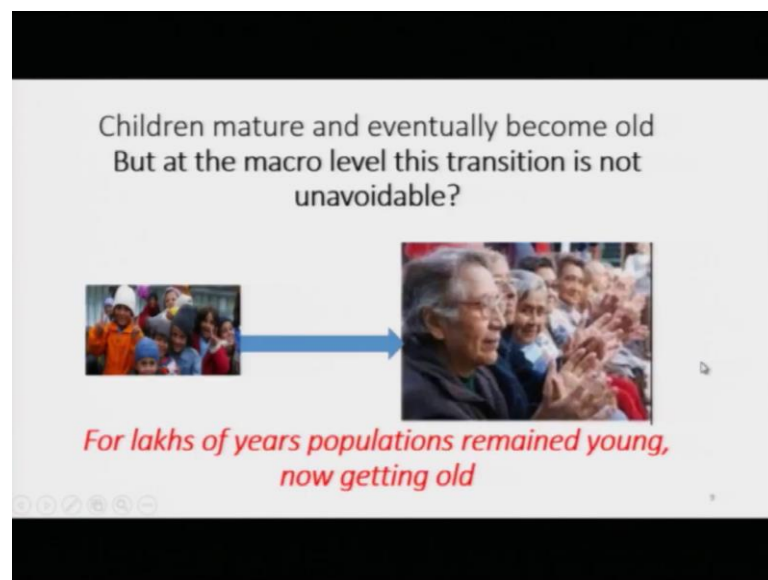 Children mature and eventually become old
But at the macro level this transition is not
unavoidable?
For lakhs of years populations remained young,
now getting old